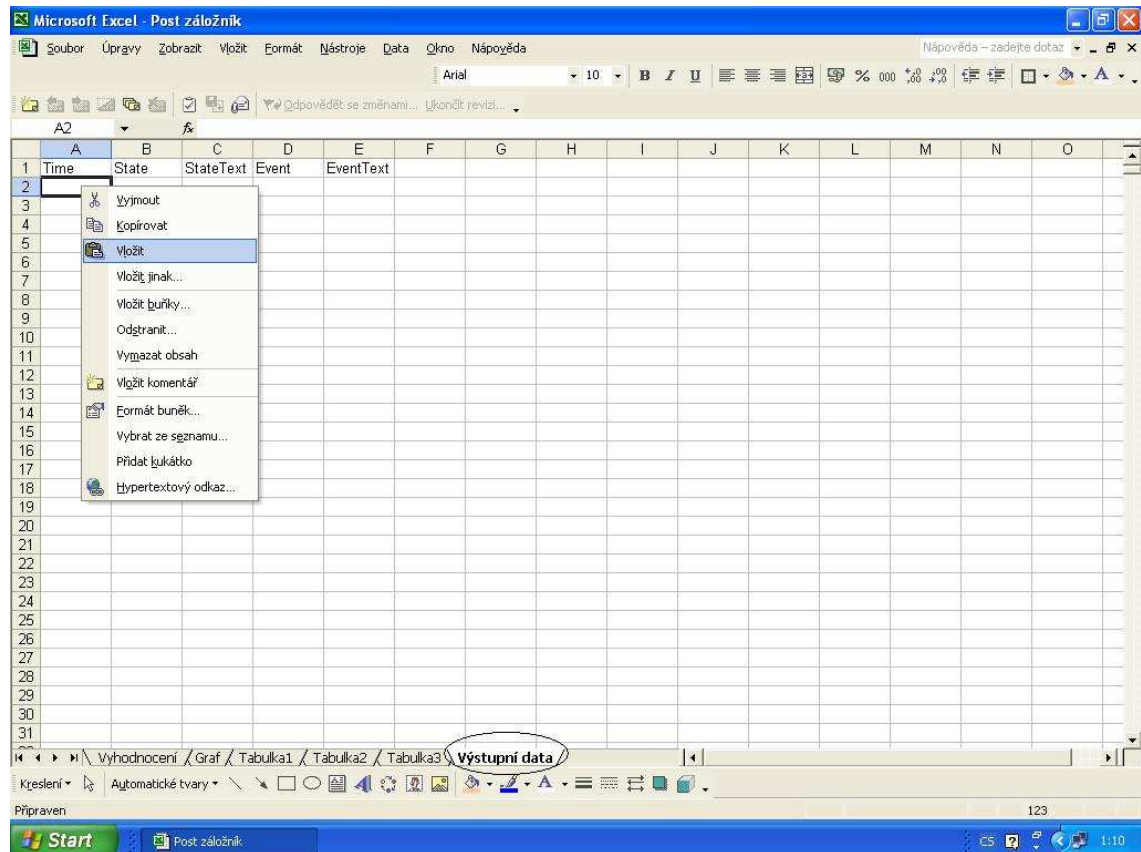 Microsoft Excel - Post záložník
Soubor Úpravy Zobrazit Vložit Formát Nástroje Data Okno Nápověda Nápověda – zadejte dotaz
Arial 10 B I U % 000 ,00 ,0 A
Odpovědět se změnami... Ukončit revizi...
A2 fx
A B C D E F G H I J K L M N O
1 Time State StateText Event EventText
2
3 Vyjmout
4 Kopírovat
5 Vložit
6
7 Vložit jinak...
8 Vložit buňky...
9
10 Odstranit...
11 Vymazat obsah
12 Vložit komentář
13
14 Formát buněk...
15 Vybrat ze seznamu...
16
17 Přidat kukátko
18 Hypertextový odkaz...
19
20
21
22
23
24
25
26
27
28
29
30
31
Vyhodnocení Graf Tabulka1 Tabulka2 Tabulka3 Výstupní data
Kreslení Automatické tvary A
Připraven 123
Start Post záložník CS 1:10